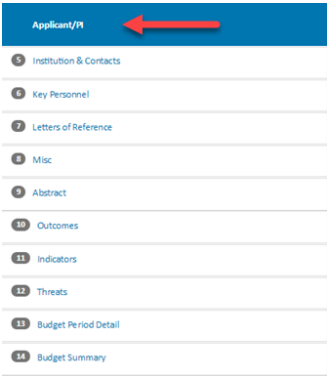 Applicant/PI
5 Institution & Contacts
6 Key Personnel
7 Letters of Reference
8 Misc
9 Abstract
10 Outcomes
11 Indicators
12 Threats
13 Budget Period Detail
14 Budget Summary